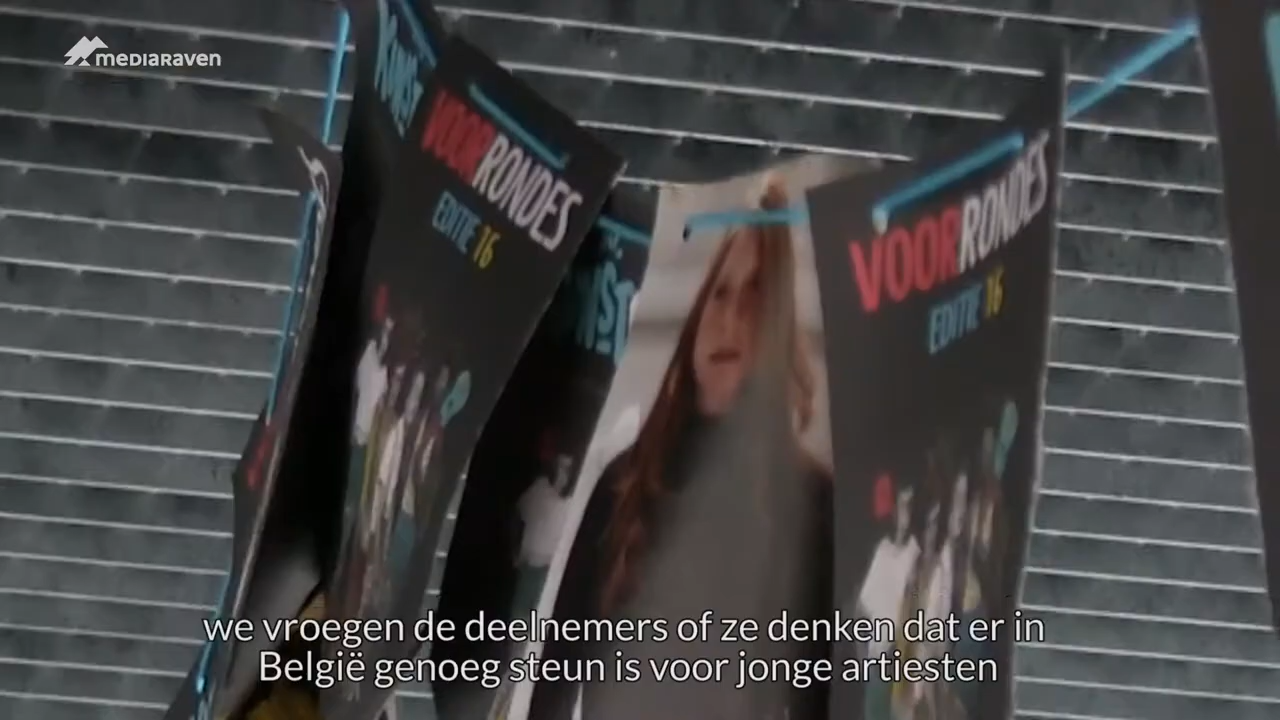 mediaraven
KUNST
VOORRONDES
EDITIE 16
VOORRONDES
EDITIE 16
we vroegen de deelnemers of ze denken dat er in
België genoeg steun is voor jonge artiesten